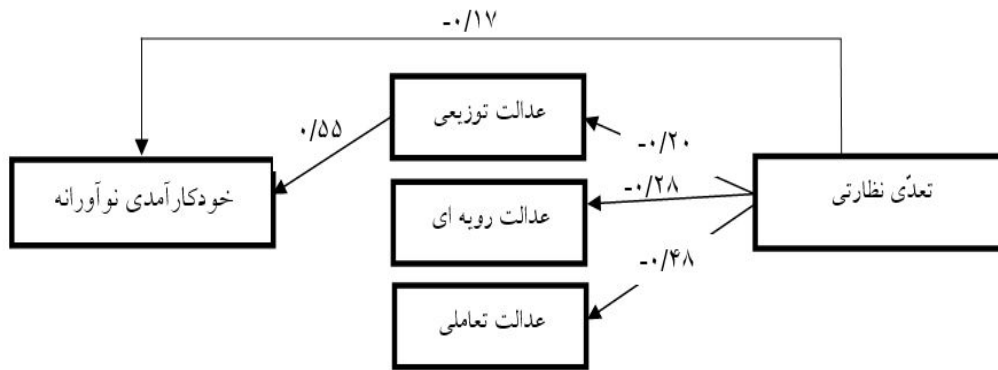 -۰/۱۷
عدالت توزیعی
۰/۵۵
-۰/۲۰
تعدّی نظارتی
خودکارآمدی نوآورانه
-۰/۲۸
عدالت رویه ای
-۰/۴۸
عدالت تعاملی